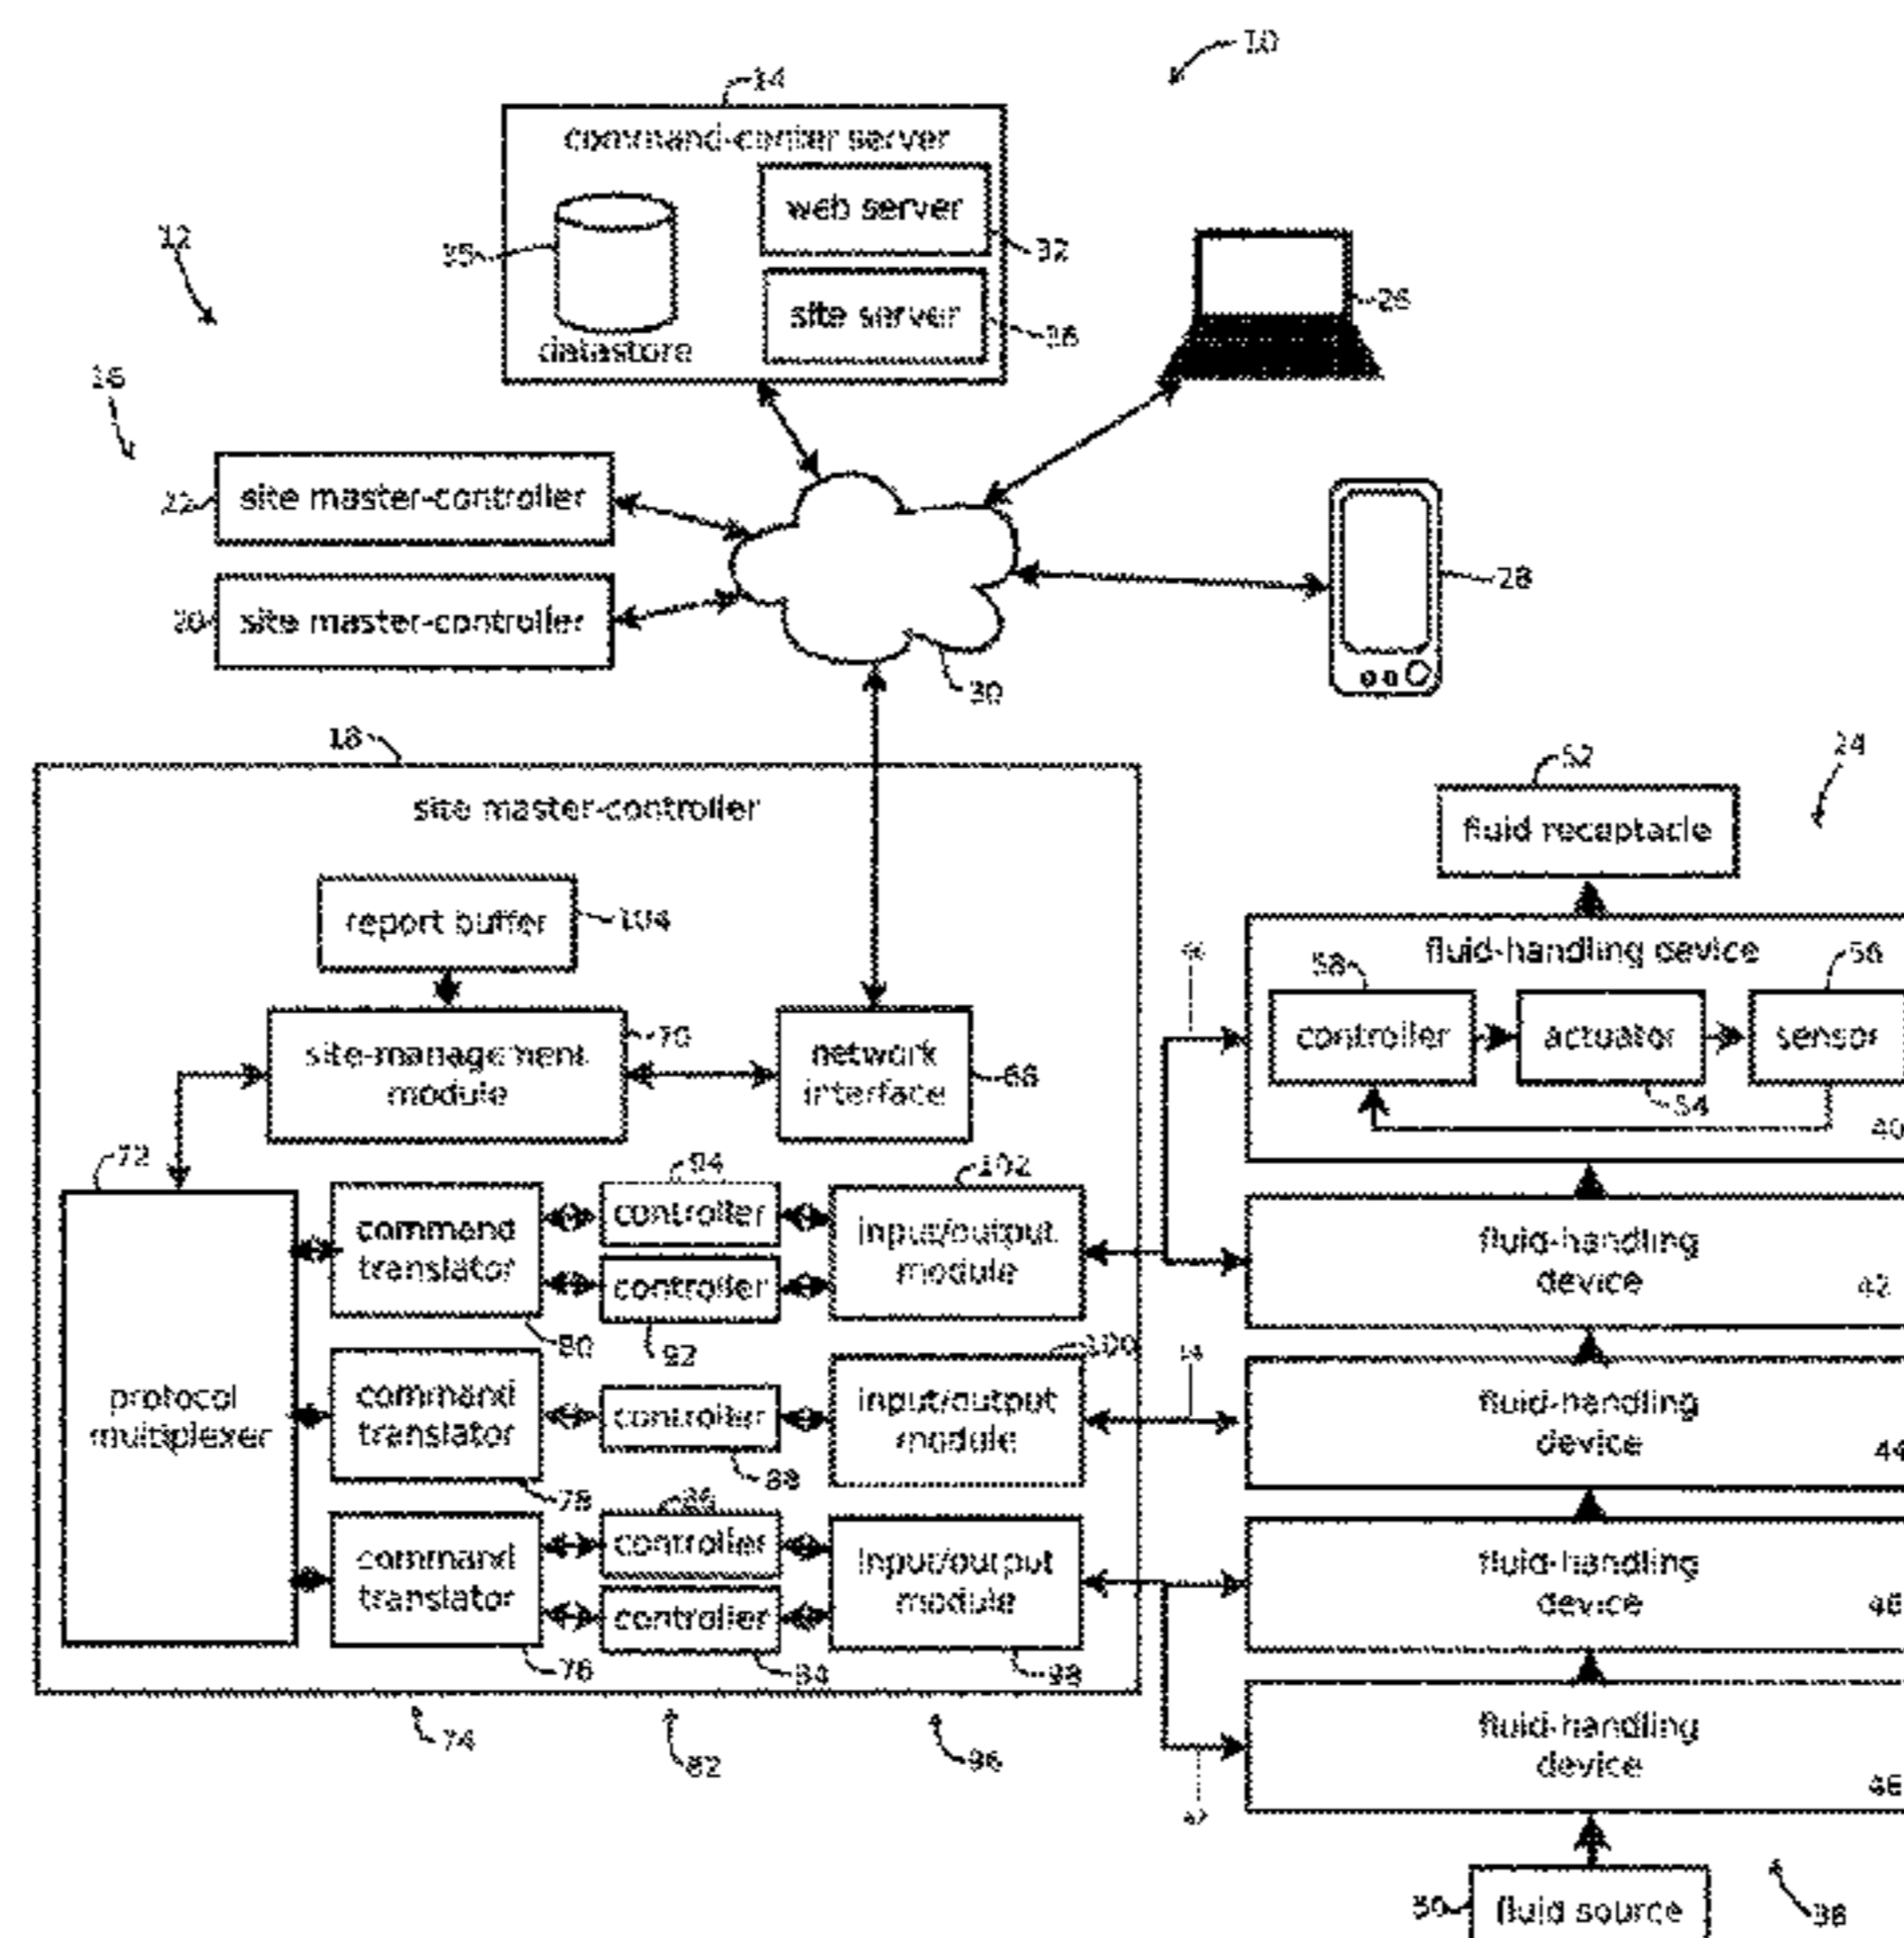 10
14
command-center server
web server
12
35
32
site server
26
36
datastore
16
22
site master-controller
28
20
site master-controller
30
18
24
52
site master-controller
fluid receptacle
report buffer
104
fluid-handling device
58
56
site-management
module
70
network
interface
controller
actuator
sensor
54
72
94
102
command
translator
controller
input/output
module
fluid-handling
device
42
controller
80
92
100
protocol
multiplexer
command
translator
controller
input/output
module
fluid-handling
device
44
78
88
command
translator
controller
input/output
module
fluid-handling
device
controller
76
84
98
fluid-handling
device
74
82
96
50
fluid source
38